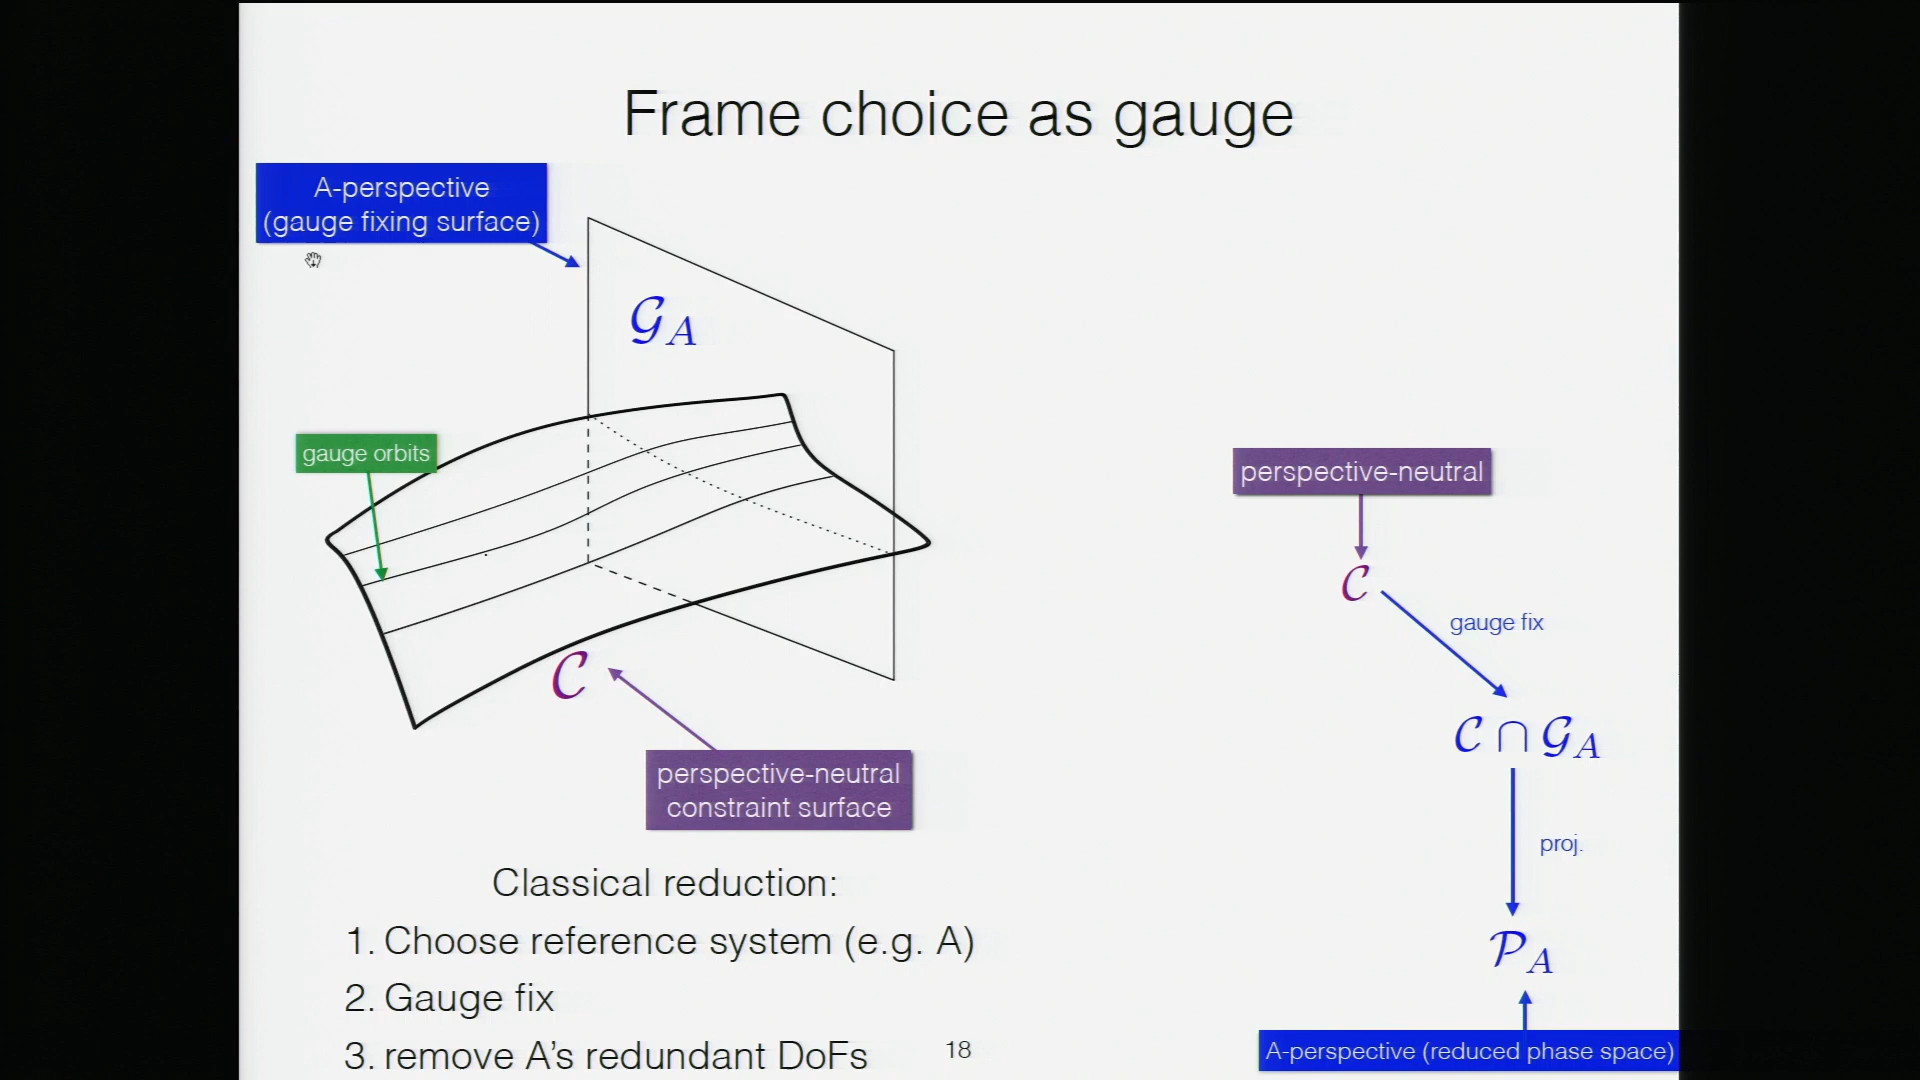 Frame choice as gauge
A-perspective
(gauge fixing surface)
𝒢_A
gauge orbits
𝒞
perspective-neutral
constraint surface
perspective-neutral
𝒞
gauge fix
𝒞 ∩ 𝒢_A
proj.
𝒫_A
A-perspective (reduced phase space)
Classical reduction:
1. Choose reference system (e.g. A)
2. Gauge fix
3. remove A’s redundant DoFs
18